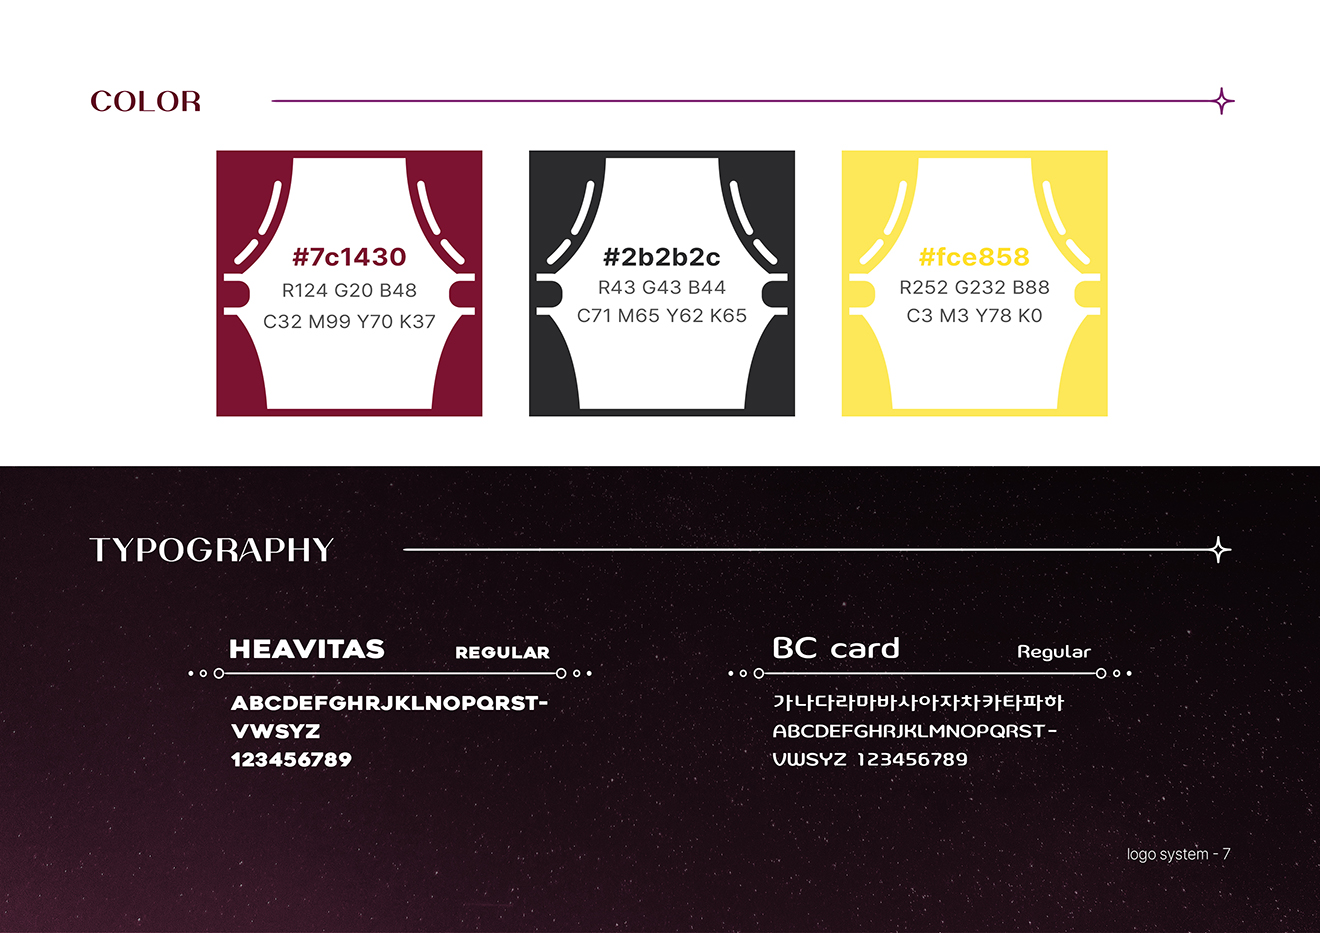 COLOR
#7c1430
R124 G20 B48
C32 M99 Y70 K37
#2b2b2c
R43 G43 B44
C71 M65 Y62 K65
#fce858
R252 G232 B88
C3 M3 Y78 K0
TYPOGRAPHY
HEAVITAS REGULAR
ABCDEFGHRJKLNOPQRST-
VWSYZ
123456789
BC card Regular
가나다라마바사아자차카타파하
ABCDEFGHRJKLMNOPQRST-
VWSYZ 123456789
logo system - 7